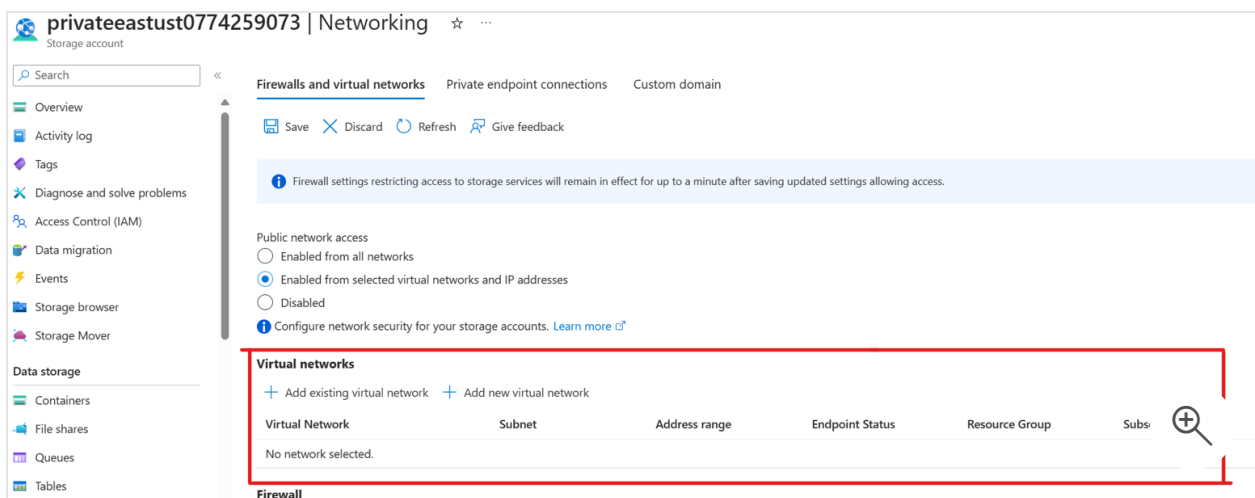 privateeastust0774259073 | Networking ☆ ...
Storage account
Search «
Overview
Activity log
Tags
Diagnose and solve problems
Access Control (IAM)
Data migration
Events
Storage browser
Storage Mover
Data storage
Containers
File shares
Queues
Tables
Firewalls and virtual networks Private endpoint connections Custom domain
Save Discard Refresh Give feedback
Firewall settings restricting access to storage services will remain in effect for up to a minute after saving updated settings allowing access.
Public network access
Enabled from all networks
Enabled from selected virtual networks and IP addresses
Disabled
Configure network security for your storage accounts. Learn more
Virtual networks
+ Add existing virtual network + Add new virtual network
Virtual Network Subnet Address range Endpoint Status Resource Group
No network selected.
Firewall